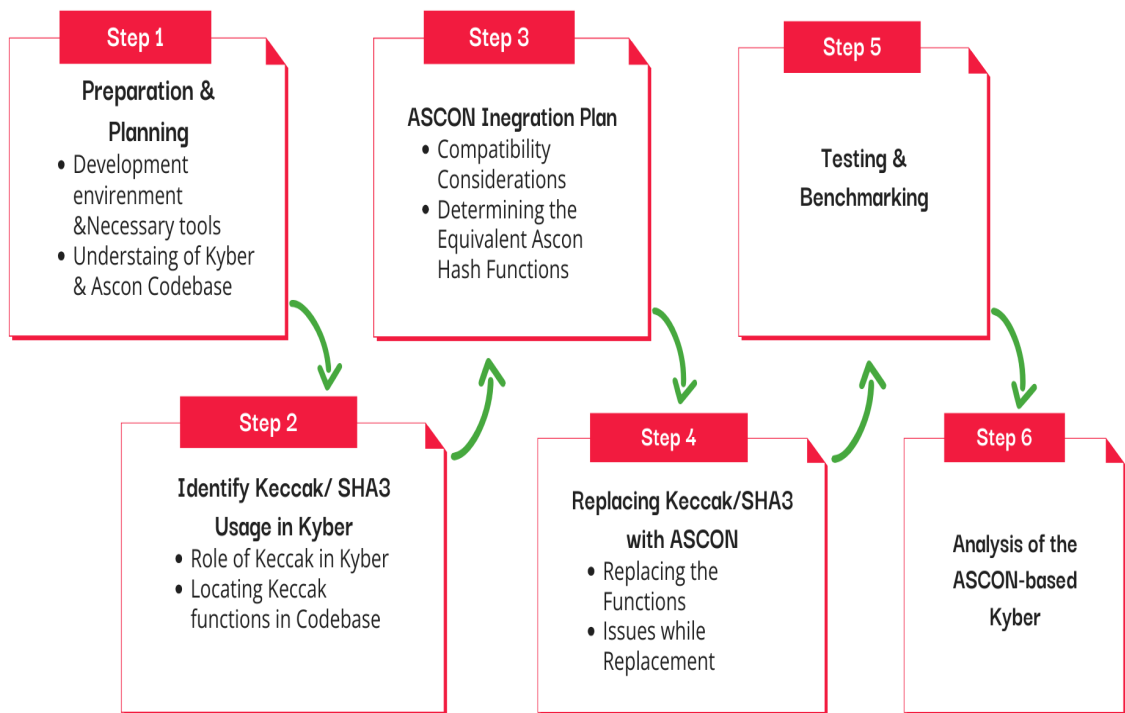 Step 1
Preparation &
Planning
• Development
envirenment
&Necessary tools
• Understaing of Kyber
& Ascon Codebase
Step 2
Identify Keccak/ SHA3
Usage in Kyber
• Role of Keccak in Kyber
• Locating Keccak
functions in Codebase
Step 3
ASCON Inegration Plan
• Compatibility
Considerations
• Determining the
Equivalent Ascon
Hash Functions
Step 4
Replacing Keccak/SHA3
with ASCON
• Replacing the
Functions
• Issues while
Replacement
Step 5
Testing &
Benchmarking
Step 6
Analysis of the
ASCON-based
Kyber